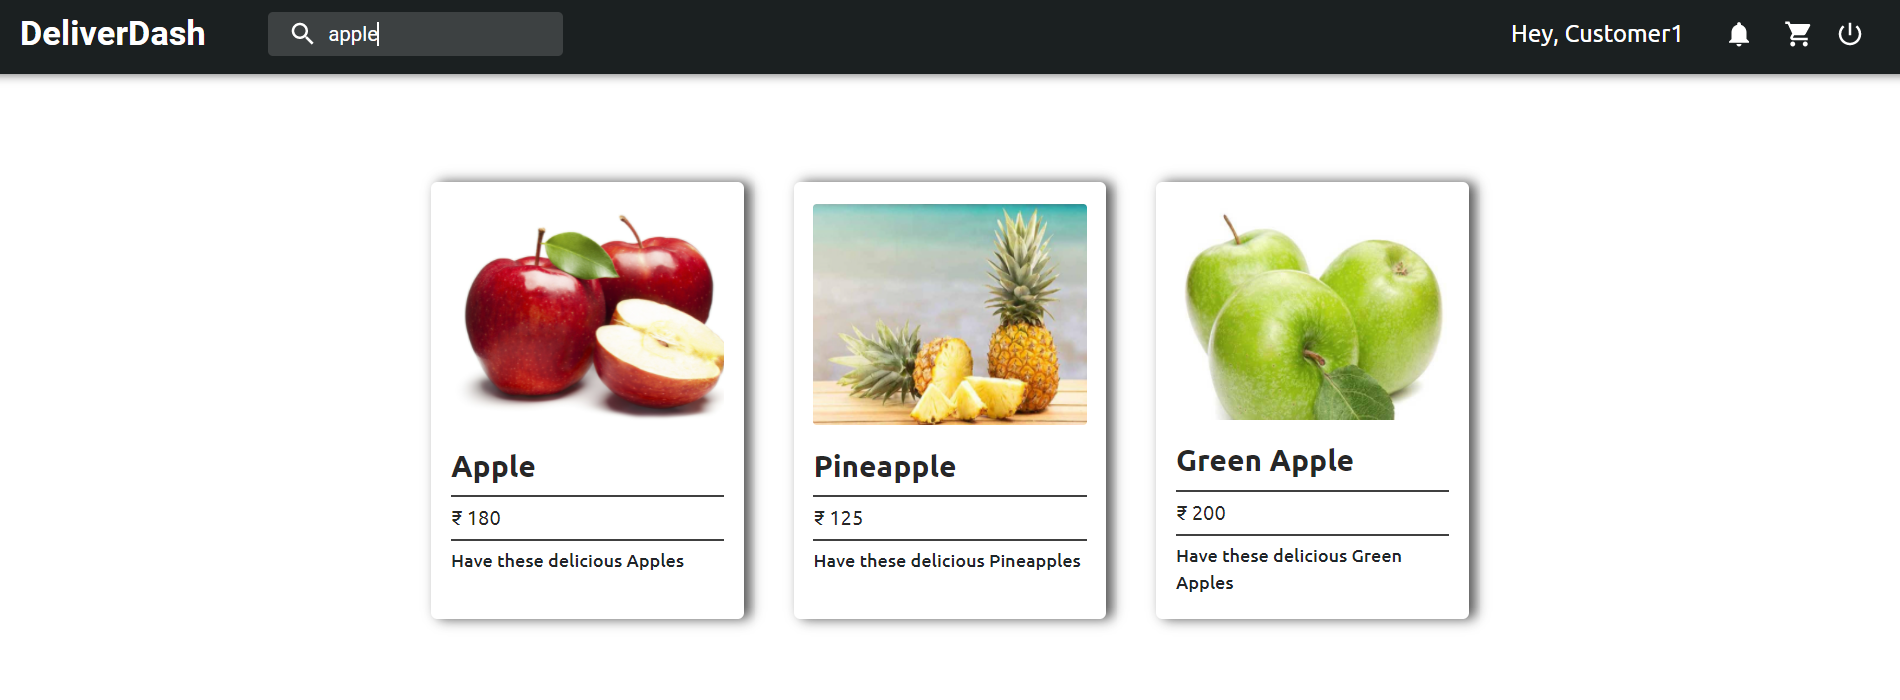 DeliverDash
apple
Hey, Customer1
Apple
₹ 180
Have these delicious Apples
Pineapple
₹ 125
Have these delicious Pineapples
Green Apple
₹ 200
Have these delicious Green
Apples